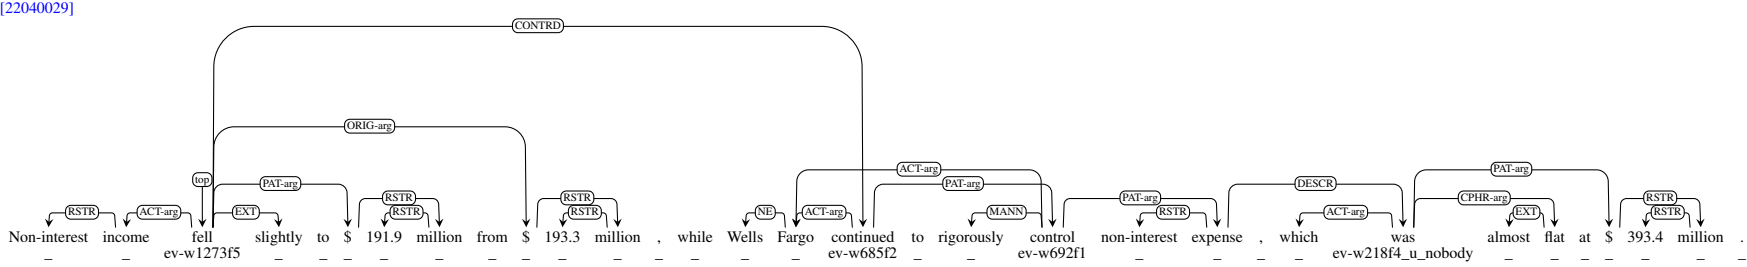 [22040029]
CONTRD
ORIG-arg
ACT-arg PAT-arg
top PAT-arg PAT-arg DESCR
RSTR RSTR PAT-arg RSTR
RSTR ACT-arg EXT RSTR RSTR NE ACT-arg MANN RSTR ACT-arg CPHR-arg EXT RSTR
Non-interest income fell slightly to $ 191.9 million from $ 193.3 million , while Wells Fargo continued to rigorously control non-interest expense , which was almost flat at $ 393.4 million .
_ _ ev-w1273f5 _ _ _ _ _ _ _ _ _ _ _ _ _ ev-w685f2 _ _ ev-w692f1 _ _ _ _ ev-w218f4_u_nobody _ _ _ _ _ _ _